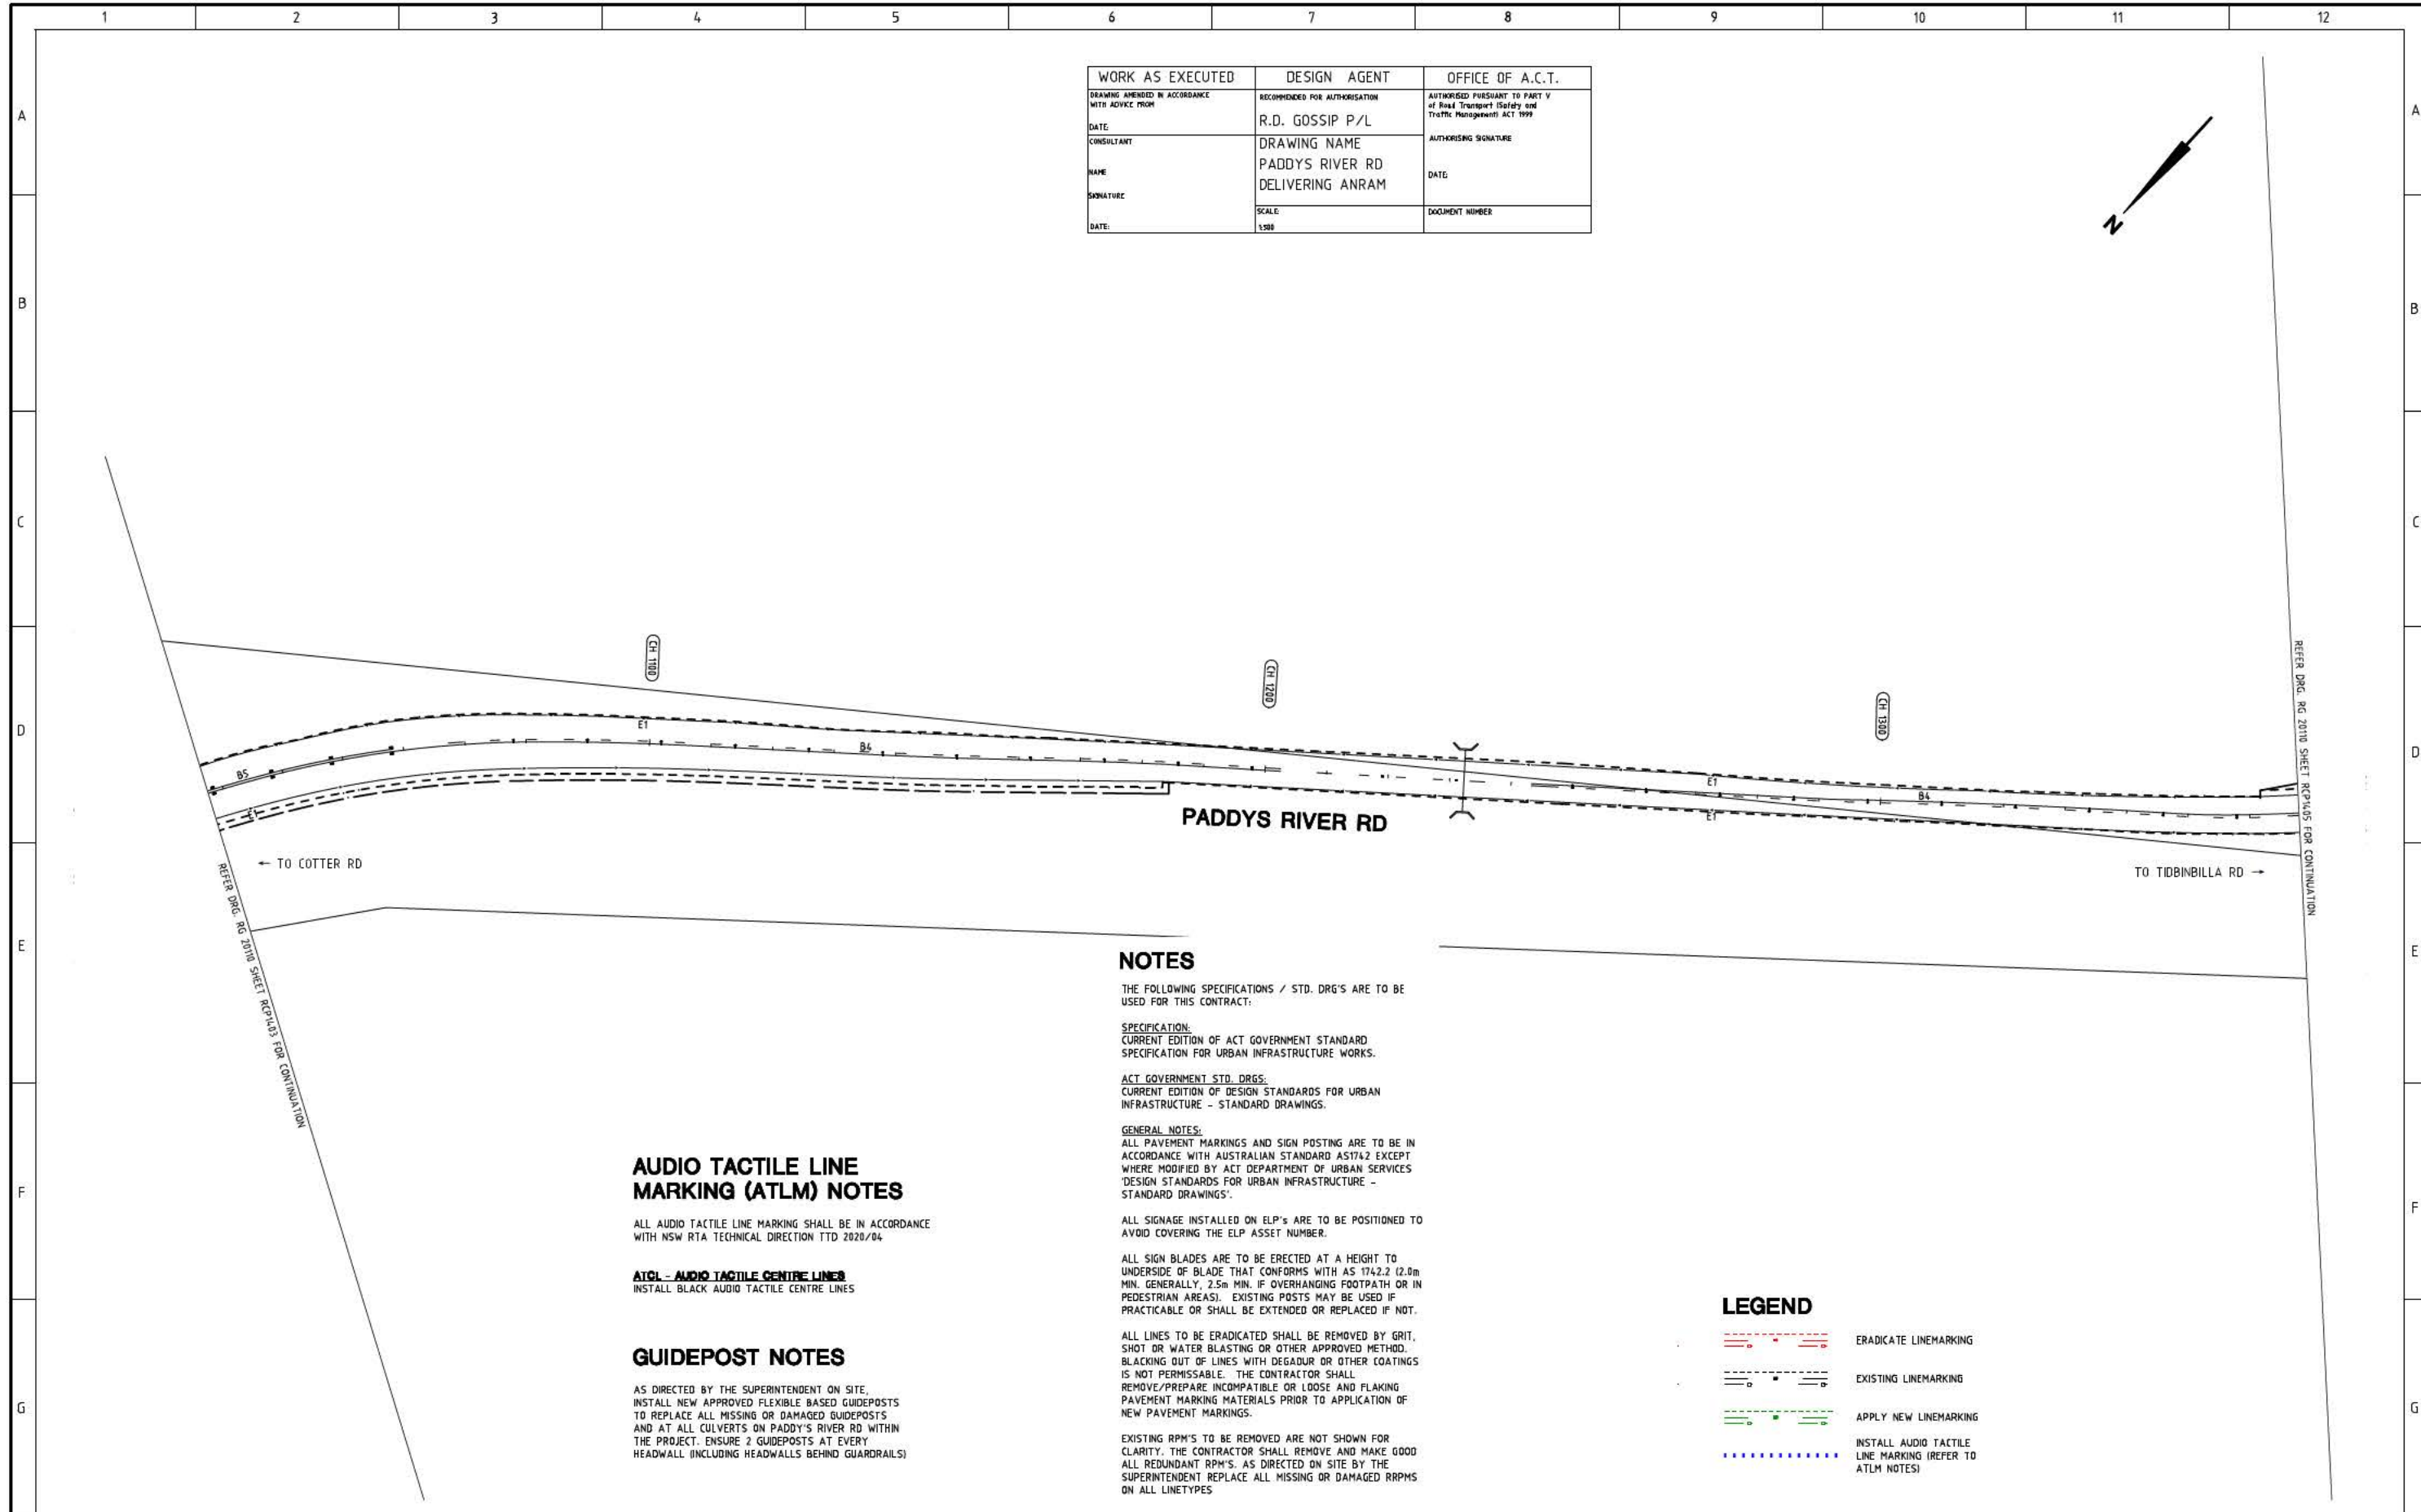 1 2 3 4 5 6 7 8 9 10 11 12
A A
B B
C C
D D
E E
F F
G G
WORK AS EXECUTED
DRAWING AMENDED IN ACCORDANCE
WITH ADVICE FROM
DATE:
CONSULTANT
NAME
SIGNATURE
DATE:
DESIGN AGENT
RECOMMENDED FOR AUTHORISATION
R.D. GOSSIP P/L
DRAWING NAME
PADDYS RIVER RD
DELIVERING ANRAM
SCALE:
1:500
OFFICE OF A.C.T.
AUTHORISED PURSUANT TO PART V
of Road Transport (Safety and
Traffic Management) ACT 1999
AUTHORISING SIGNATURE
DATE:
DOCUMENT NUMBER
N
CH 1100
CH 1200
CH 1300
E1
B4
B5
E1
E1
B4
E1
PADDYS RIVER RD
← TO COTTER RD
TO TIDBINBILLA RD →
REFER DRG. RG 20110 SHEET RCP1403 FOR CONTINUATION
REFER DRG. RG 20110 SHEET RCP1405 FOR CONTINUATION
AUDIO TACTILE LINE
MARKING (ATLM) NOTES
ALL AUDIO TACTILE LINE MARKING SHALL BE IN ACCORDANCE
WITH NSW RTA TECHNICAL DIRECTION TTD 2020/04
ATCL - AUDIO TACTILE CENTRE LINES
INSTALL BLACK AUDIO TACTILE CENTRE LINES
GUIDEPOST NOTES
AS DIRECTED BY THE SUPERINTENDENT ON SITE,
INSTALL NEW APPROVED FLEXIBLE BASED GUIDEPOSTS
TO REPLACE ALL MISSING OR DAMAGED GUIDEPOSTS
AND AT ALL CULVERTS ON PADDY'S RIVER RD WITHIN
THE PROJECT. ENSURE 2 GUIDEPOSTS AT EVERY
HEADWALL (INCLUDING HEADWALLS BEHIND GUARDRAILS)
NOTES
THE FOLLOWING SPECIFICATIONS / STD. DRG'S ARE TO BE
USED FOR THIS CONTRACT:
SPECIFICATION:
CURRENT EDITION OF ACT GOVERNMENT STANDARD
SPECIFICATION FOR URBAN INFRASTRUCTURE WORKS.
ACT GOVERNMENT STD. DRGS:
CURRENT EDITION OF DESIGN STANDARDS FOR URBAN
INFRASTRUCTURE - STANDARD DRAWINGS.
GENERAL NOTES:
ALL PAVEMENT MARKINGS AND SIGN POSTING ARE TO BE IN
ACCORDANCE WITH AUSTRALIAN STANDARD AS1742 EXCEPT
WHERE MODIFIED BY ACT DEPARTMENT OF URBAN SERVICES
'DESIGN STANDARDS FOR URBAN INFRASTRUCTURE -
STANDARD DRAWINGS'.
ALL SIGNAGE INSTALLED ON ELP's ARE TO BE POSITIONED TO
AVOID COVERING THE ELP ASSET NUMBER.
ALL SIGN BLADES ARE TO BE ERECTED AT A HEIGHT TO
UNDERSIDE OF BLADE THAT CONFORMS WITH AS 1742.2 (2.0m
MIN. GENERALLY, 2.5m MIN. IF OVERHANGING FOOTPATH OR IN
PEDESTRIAN AREAS). EXISTING POSTS MAY BE USED IF
PRACTICABLE OR SHALL BE EXTENDED OR REPLACED IF NOT.
ALL LINES TO BE ERADICATED SHALL BE REMOVED BY GRIT,
SHOT OR WATER BLASTING OR OTHER APPROVED METHOD.
BLACKING OUT OF LINES WITH DEGADUR OR OTHER COATINGS
IS NOT PERMISSABLE. THE CONTRACTOR SHALL
REMOVE/PREPARE INCOMPATIBLE OR LOOSE AND FLAKING
PAVEMENT MARKING MATERIALS PRIOR TO APPLICATION OF
NEW PAVEMENT MARKINGS.
EXISTING RPM'S TO BE REMOVED ARE NOT SHOWN FOR
CLARITY. THE CONTRACTOR SHALL REMOVE AND MAKE GOOD
ALL REDUNDANT RPM'S. AS DIRECTED ON SITE BY THE
SUPERINTENDENT REPLACE ALL MISSING OR DAMAGED RRPMS
ON ALL LINETYPES
LEGEND
ERADICATE LINEMARKING
EXISTING LINEMARKING
APPLY NEW LINEMARKING
INSTALL AUDIO TACTILE
LINE MARKING (REFER TO
ATLM NOTES)